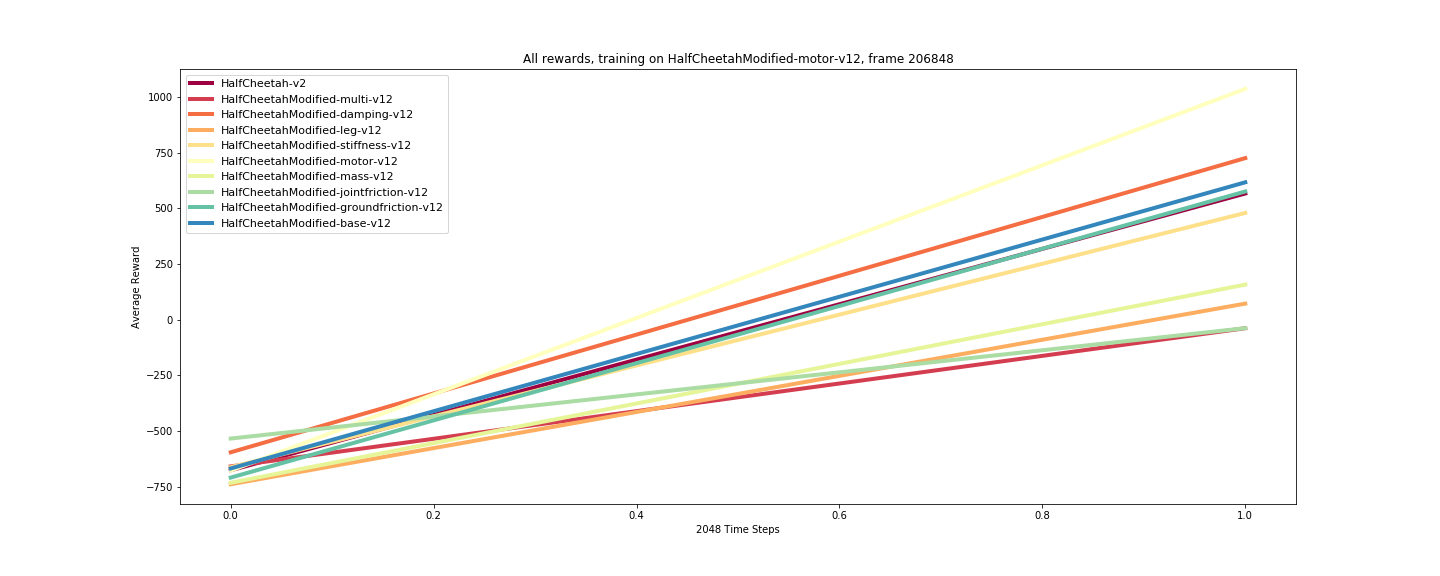 All rewards, training on HalfCheetahModified-motor-v12, frame 206848
HalfCheetah-v2
HalfCheetahModified-multi-v12
HalfCheetahModified-damping-v12
HalfCheetahModified-leg-v12
HalfCheetahModified-stiffness-v12
HalfCheetahModified-motor-v12
HalfCheetahModified-mass-v12
HalfCheetahModified-jointfriction-v12
HalfCheetahModified-groundfriction-v12
HalfCheetahModified-base-v12
1000
750
500
250
0
−250
−500
−750
Average Reward
0.0 0.2 0.4 0.6 0.8 1.0
2048 Time Steps